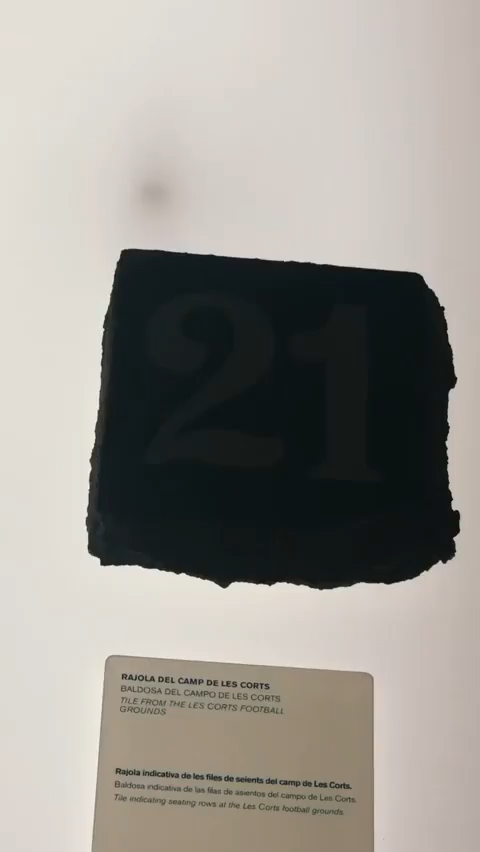 21
RAJOLA DEL CAMP DE LES CORTS
BALDOSA DEL CAMPO DE LES CORTS
TILE FROM THE LES CORTS FOOTBALL
GROUNDS
Rajola indicativa de les files de seients del camp de Les Corts.
Baldosa indicativa de las filas de asientos del campo de Les Corts.
Tile indicating seating rows at the Les Corts football grounds.